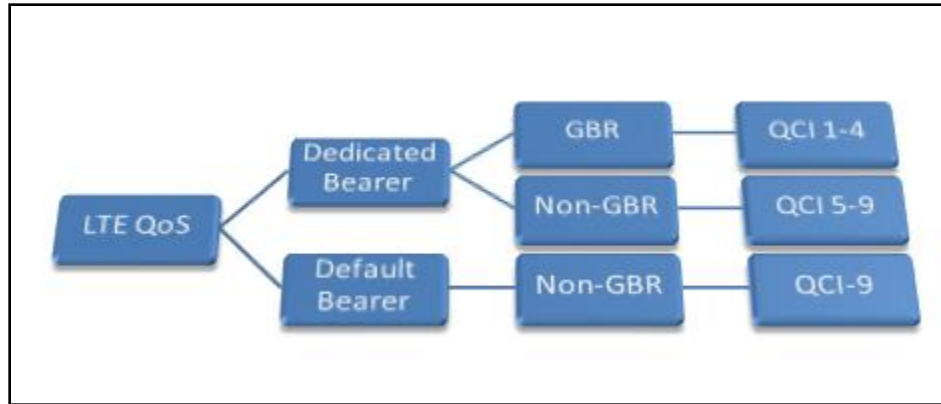 GBR
QCI 1-4
Dedicated
Bearer
Non-GBR
QCI 5-9
LTE QoS
Default
Bearer
Non-GBR
QCI-9